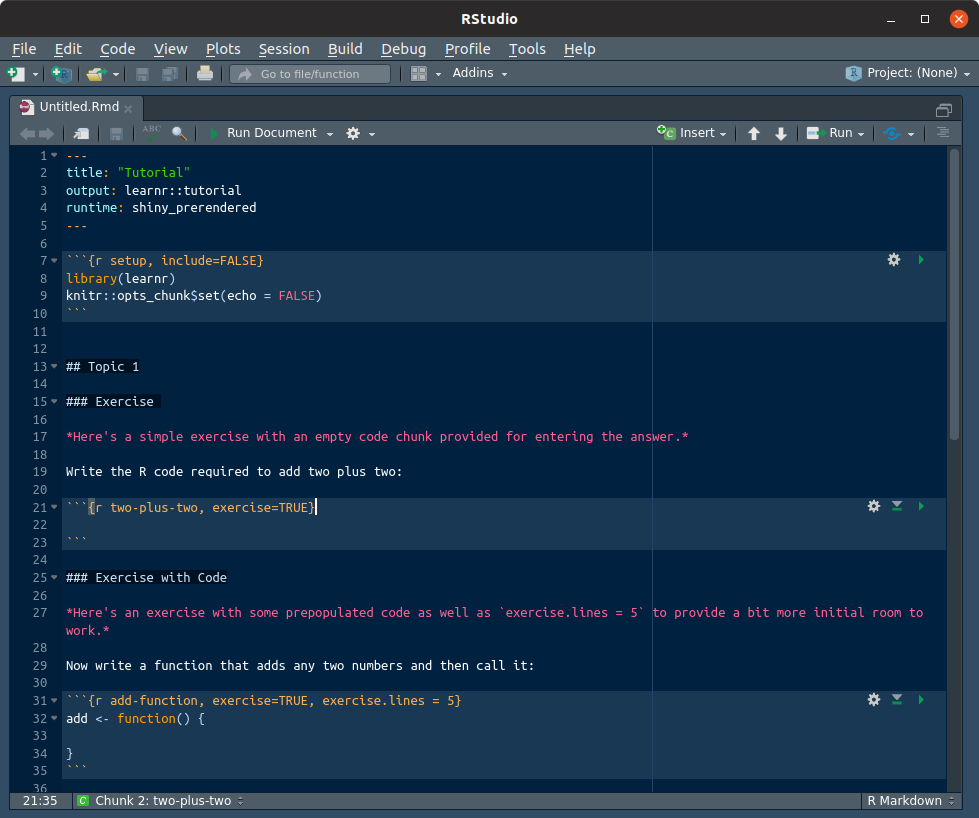 RStudio
File Edit Code View Plots Session Build Debug Profile Tools Help
Go to file/function Addins Project: (None)
Untitled.Rmd
ABC Run Document Insert Run
1 ---
2 title: "Tutorial"
3 output: learnr::tutorial
4 runtime: shiny_prerendered
5 ---
6
7 ```{r setup, include=FALSE}
8 library(learnr)
9 knitr::opts_chunk$set(echo = FALSE)
10 ```
11
12
13 ## Topic 1
14
15 ### Exercise
16
17 *Here's a simple exercise with an empty code chunk provided for entering the answer.*
18
19 Write the R code required to add two plus two:
20
21 ```{r two-plus-two, exercise=TRUE}
22
23 ```
24
25 ### Exercise with Code
26
27 *Here's an exercise with some prepopulated code as well as `exercise.lines = 5` to provide a bit more initial room to
work.*
28
29 Now write a function that adds any two numbers and then call it:
30
31 ```{r add-function, exercise=TRUE, exercise.lines = 5}
32 add <- function() {
33
34 }
35 ```
36
21:35 C Chunk 2: two-plus-two R Markdown